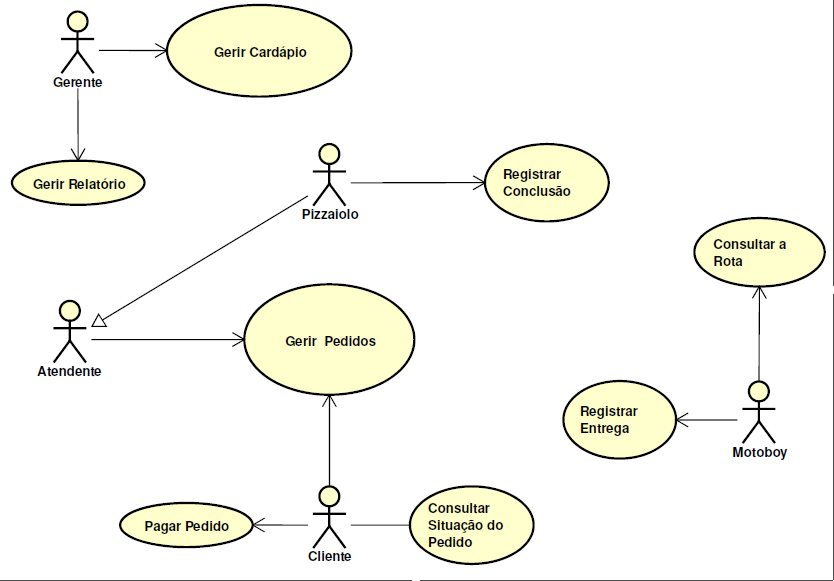 Gerir Cardápio
Gerente
Gerir Relatório
Registrar
Conclusão
Pizzaiolo
Consultar a
Rota
Gerir  Pedidos
Atendente
Registrar
Entrega
Motoboy
Consultar
Situação do
Pedido
Pagar Pedido
Cliente